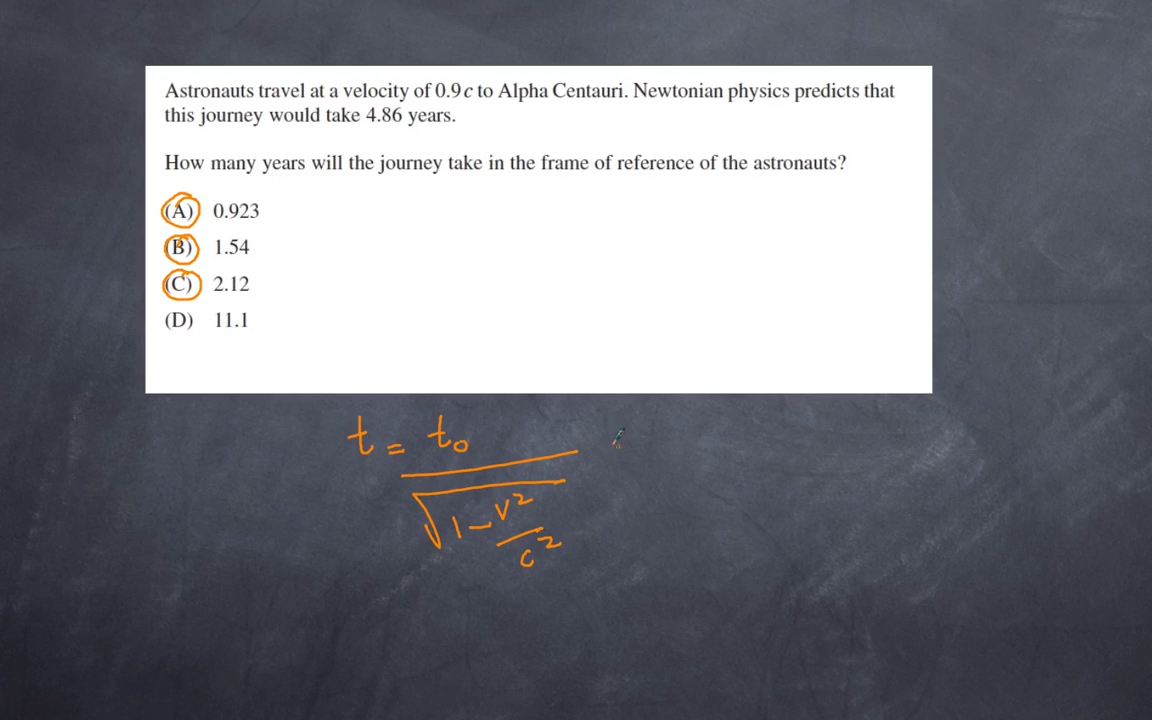 Astronauts travel at a velocity of 0.9c to Alpha Centauri. Newtonian physics predicts that
this journey would take 4.86 years.
How many years will the journey take in the frame of reference of the astronauts?
(A) 0.923
(B) 1.54
(C) 2.12
(D) 11.1
t = t₀
√1-v²
c²